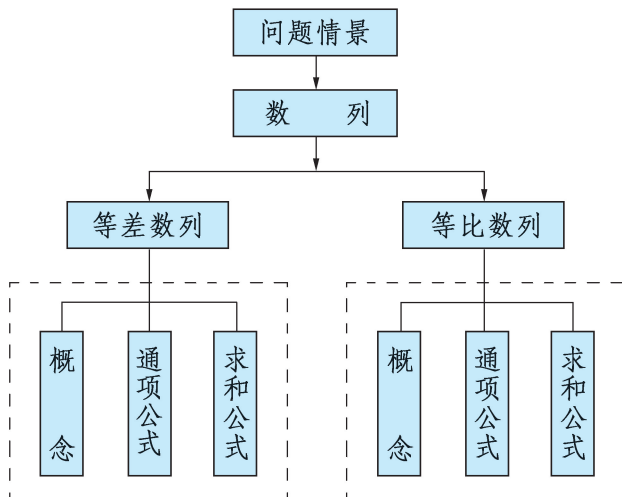 问题情景
数 列
等差数列
等比数列
概念
通项公式
求和公式
概念
通项公式
求和公式